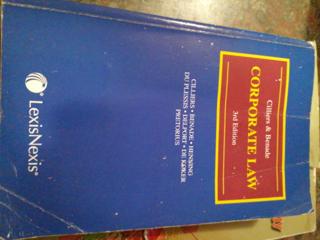 Cilliers & Benade
CORPORATE LAW
3rd Edition
CILLIERS • BENADE • HENNING
DU PLESSIS • DELPORT • DE KOKER
PRETORIUS
LexisNexis®